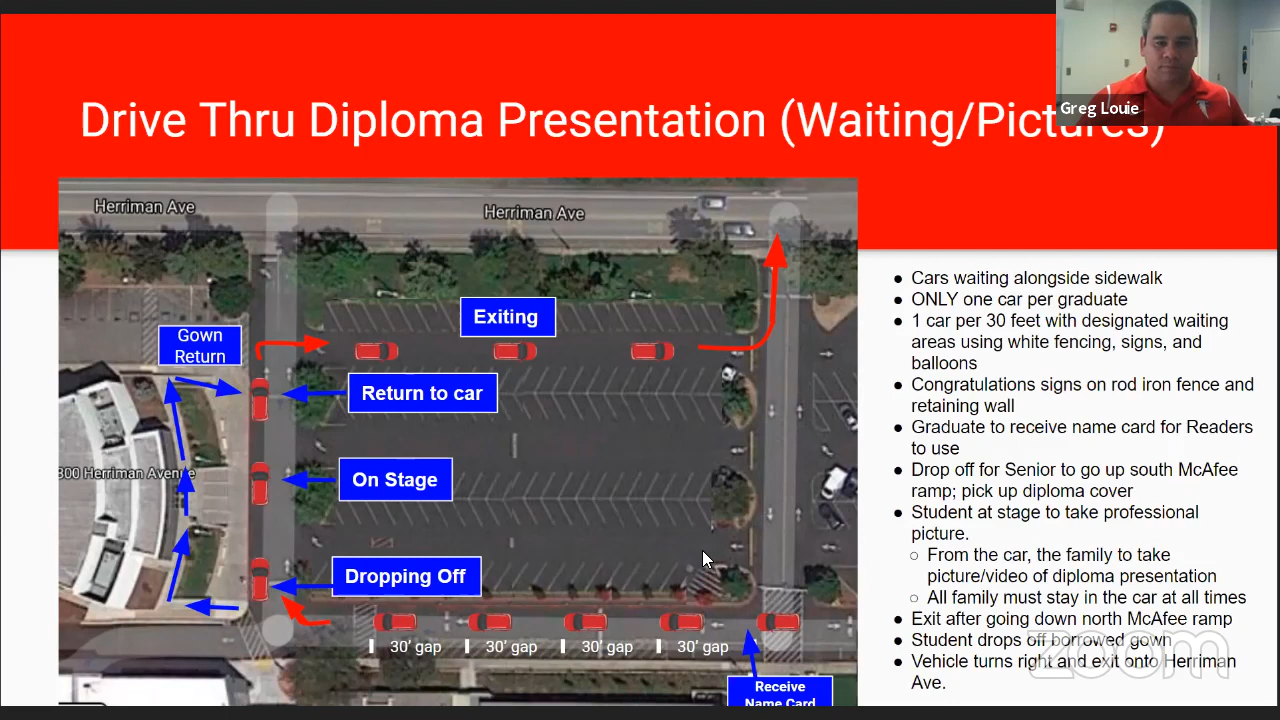 Drive Thru Diploma Presentation (Waiting/Pictures)
Greg Louie
Herriman Ave
Herriman Ave
Exiting
Gown
Return
Return to car
300 Herriman Avenue
On Stage
Dropping Off
30' gap
30' gap
30' gap
30' gap
Receive
Name Card
● Cars waiting alongside sidewalk
● ONLY one car per graduate
● 1 car per 30 feet with designated waiting
areas using white fencing, signs, and
balloons
● Congratulations signs on rod iron fence and
retaining wall
● Graduate to receive name card for Readers
to use
● Drop off for Senior to go up south McAfee
ramp; pick up diploma cover
● Student at stage to take professional
picture.
○ From the car, the family to take
picture/video of diploma presentation
○ All family must stay in the car at all times
● Exit after going down north McAfee ramp
● Student drops off borrowed gown
● Vehicle turns right and exit onto Herriman
Ave.
zoom